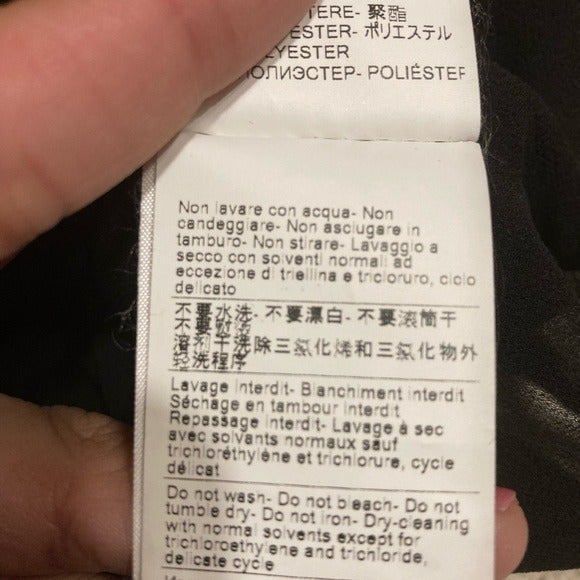 TERE- 聚酯
ESTER- ポリエステル
LYESTER
ПОЛИЭСТЕР- POLIÉSTER
Non lavare con acqua- Non
candeggiare- Non asciugare in
tamburo- Non stirare- Lavaggio a
secco con solventi normali ad
eccezione di triellina e tricloruro, ciclo
delicato
不要水洗- 不要漂白- 不要滚筒干
不要熨烫
溶剂干洗除三氯化烯和三氯化物外
轻洗程序
Lavage interdit- Blanchiment interdit
Séchage en tambour interdit
Repassage interdit- Lavage à sec
avec solvants normaux sauf
trichloréthylène et trichlorure, cycle
délicat
Do not wash- Do not bleach- Do not
tumble dry- Do not iron- Dry-cleaning
with normal solvents except for
trichloroethylene and trichloride,
delicate cycle